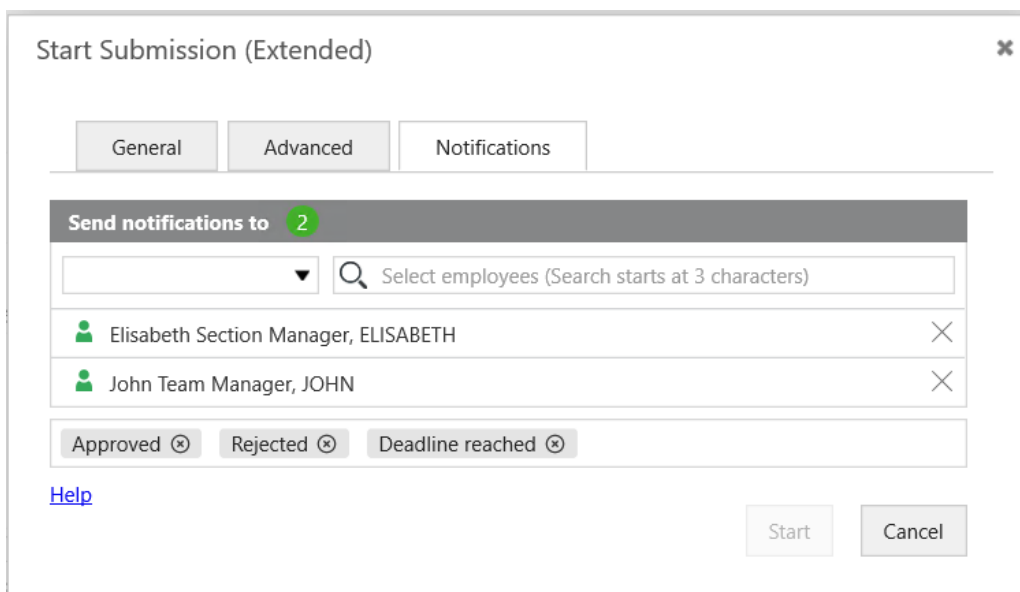 Start Submission (Extended)
General Advanced Notifications
Send notifications to 2
Select employees (Search starts at 3 characters)
Elisabeth Section Manager, ELISABETH
John Team Manager, JOHN
Approved Rejected Deadline reached
Help
Start Cancel